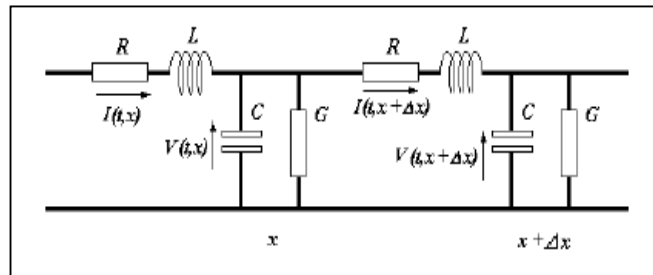 R L R L
I(t,x) C G I(t,x+Δx) C G
V(t,x) V(t,x+Δx)
x x+Δx